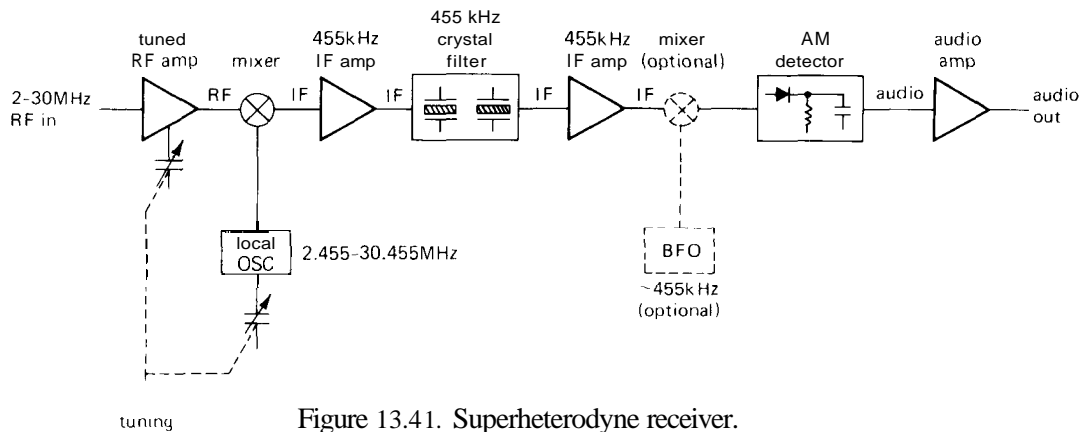 tuned
RF amp
mixer
455kHz
IF amp
455 kHz
crystal
filter
455kHz
IF amp
mixer
(optional)
AM
detector
audio
amp
2-30MHz
RF in
RF
IF
IF
IF
IF
audio
audio
out
local
OSC
2.455-30.455MHz
BFO
~455kHz
(optional)
tuning
Figure 13.41. Superheterodyne receiver.